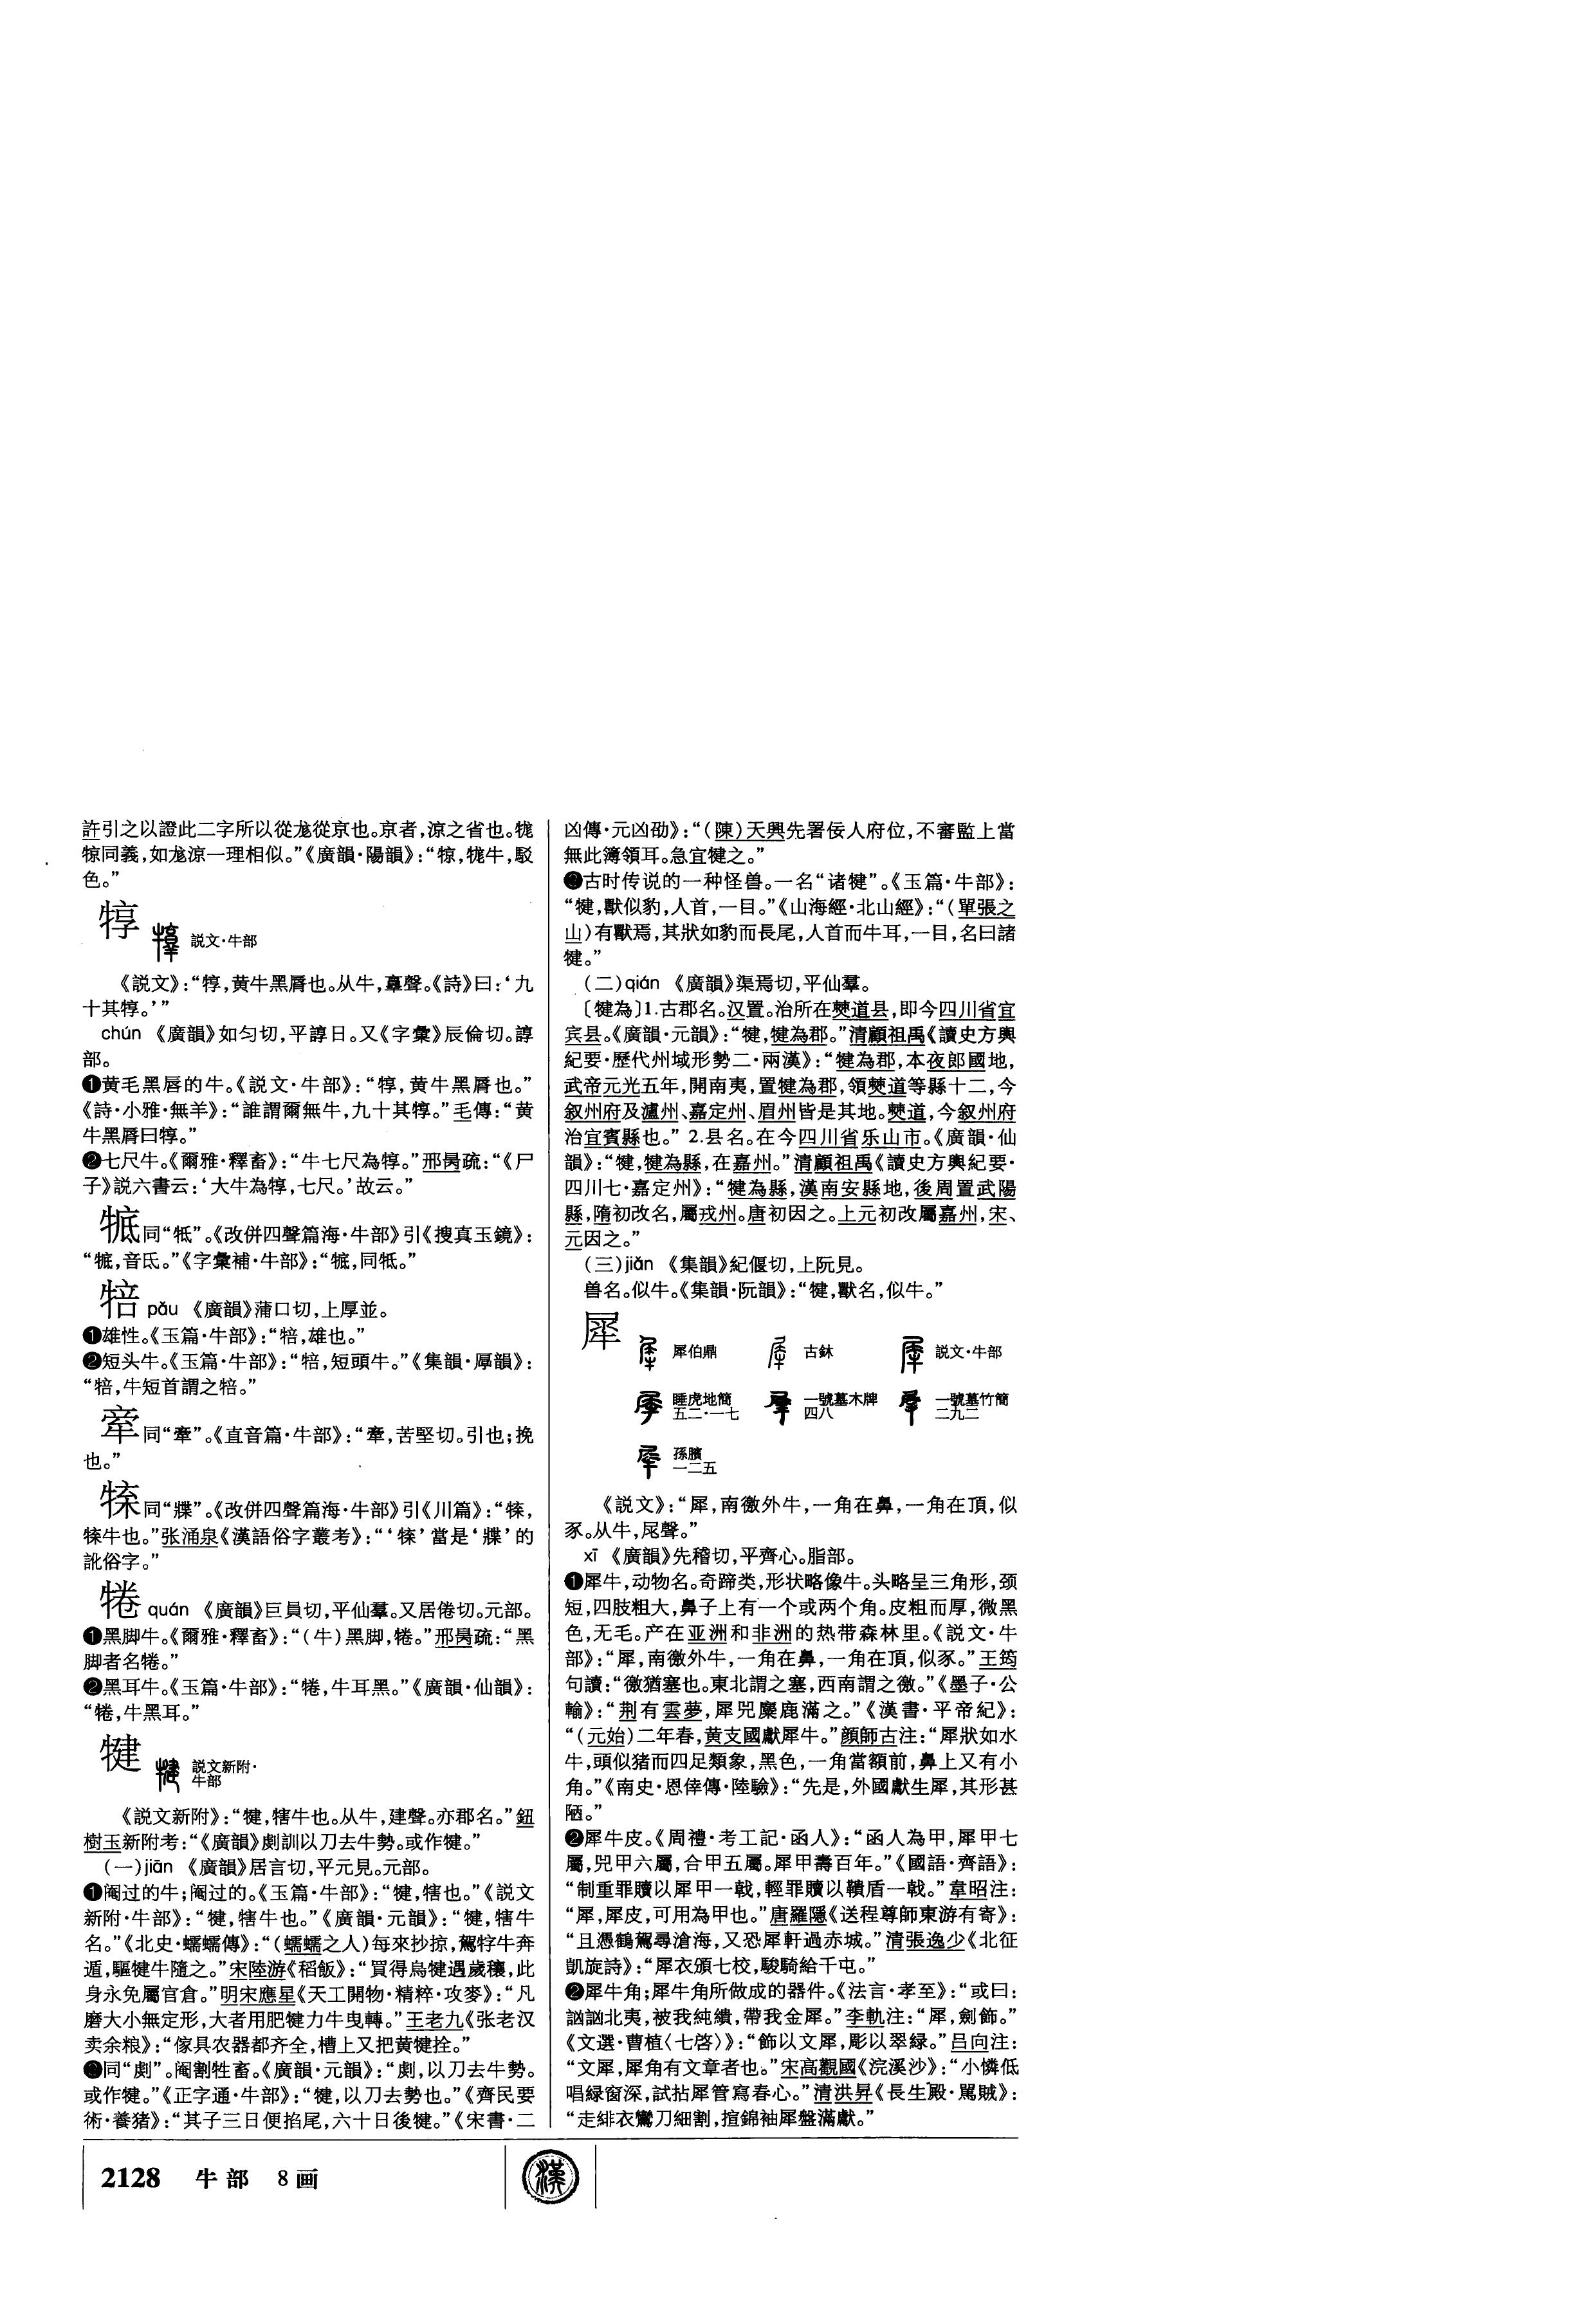 許引之以證此二字所以從尨從京也。京者，涼之省也。牻
㹁同義，如尨涼一理相似。”《廣韻·陽韻》：“㹁，牻牛，駁
色。”
犉
説文·牛部
《説文》：“犉，黄牛黑脣也。从牛，𦎧聲。《詩》曰：‘九
十其犉。’”
chún 《廣韻》如匀切，平諄日。又《字彙》辰倫切。諄
部。
❶黄毛黑唇的牛。《説文·牛部》：“犉，黄牛黑脣也。”
《詩·小雅·無羊》：“誰謂爾無牛，九十其犉。”毛傳：“黄
牛黑脣曰犉。”
❷七尺牛。《爾雅·釋畜》：“牛七尺為犉。”邢昺疏：“《尸
子》説六書云：‘大牛為犉，七尺。’故云。”
同“牴”。《改併四聲篇海·牛部》引《搜真玉鏡》：
音氐。”《字彙補·牛部》：同牴。”
㸬 pǒu 《廣韻》蒲口切，上厚並。
❶雄性。《玉篇·牛部》：雄也。”
❷短头牛。《玉篇·牛部》：短頭牛。”《集韻·厚韻》：
牛短首謂之
同“牽”。《直音篇·牛部》：苦堅切。引也；挽
也。”
同“牒”。《改併四聲篇海·牛部》引《川篇》：
牛也。”张涌泉《漢語俗字叢考》：當是的
訛俗字。”
犈 quán 《廣韻》巨員切，平仙羣。又居倦切。元部。
❶黑脚牛。《爾雅·釋畜》：“（牛）黑脚，犈。”邢昺疏：“黑
脚者名犈。”
❷黑耳牛。《玉篇·牛部》：“犈，牛耳黑。”《廣韻·仙韻》：
“犈，牛黑耳。”
犍
説文新附·
牛部
《説文新附》：“犍，犗牛也。从牛，建聲。亦郡名。”鈕
樹玉新附考：“《廣韻》劇訓以刀去牛勢。或作犍。”
（一）jiān 《廣韻》居言切，平元見。元部。
❶阉过的牛；阉过的。《玉篇·牛部》：“犍，犗也。”《説文
新附·牛部》：“犍，犗牛也。”《廣韻·元韻》：“犍，犗牛
名。”《北史·蠕蠕傳》：“（蠕蠕之人）每來抄掠，駕牸牛奔
遁，驅犍牛隨之。”宋陸游《稻飯》：“買得烏犍遇歲穰，此
身永免屬官倉。”明宋應星《天工開物·精粹·攻麥》：“凡
磨大小無定形，大者用肥犍力牛曳轉。”王老九《张老汉
卖余粮》：“傢具农器都齐全，槽上又把黄犍拴。”
同“劇”。阉割牲畜。《廣韻·元韻》：“劇，以刀去牛勢。
或作犍。”《正字通·牛部》：“犍，以刀去勢也。”《齊民要
術·養猪》：“其子三日便掐尾，六十日後犍。”《宋書·二
凶傳·元凶劭》：“（陳）天興先署佞人府位，不審監上當
無此簿領耳。急宜犍之。”
古时传说的一种怪兽。一名“诸犍”。《玉篇·牛部》：
“犍，獸似豹，人首，一目。”《山海經·北山經》：“（單張之
山）有獸焉，其狀如豹而長尾，人首而牛耳，一目，名曰諸
犍。”
（二）qián 《廣韻》渠焉切，平仙羣。
〔犍為〕1.古郡名。汉置。治所在僰道县，即今四川省宜
宾县。《廣韻·元韻》：“犍，犍為郡。”清顧祖禹《讀史方輿
紀要·歷代州域形勢二·兩漢》：“犍為郡，本夜郎國地，
武帝元光五年，開南夷，置犍為郡，領僰道等縣十二，今
叙州府及瀘州、嘉定州、眉州皆是其地。僰道，今叙州府
治宜賓縣也。” 2.县名。在今四川省乐山市。《廣韻·仙
韻》：“犍，犍為縣，在嘉州。”清顧祖禹《讀史方輿紀要·
四川七·嘉定州》：“犍為縣，漢南安縣地，後周置武陽
縣，隋初改名，屬戎州。唐初因之。上元初改屬嘉州，宋、
元因之。”
（三）jiǎn 《集韻》紀偃切，上阮見。
兽名。似牛。《集韻·阮韻》：“犍，獸名，似牛。”
犀
犀伯鼎 古鉢 説文·牛部
睡虎地簡 一號墓木牌 一號墓竹簡
五二·一七 四八 二九二
孫臏
一二五
《説文》：“犀，南徼外牛，一角在鼻，一角在頂，似
豕。从牛，尾聲。”
xī 《廣韻》先稽切，平齊心。脂部。
❶犀牛，动物名。奇蹄类，形状略像牛。头略呈三角形，颈
短，四肢粗大，鼻子上有一个或两个角。皮粗而厚，微黑
色，无毛。产在亚洲和非洲的热带森林里。《説文·牛
部》：“犀，南徼外牛，一角在鼻，一角在頂，似豕。”王筠
句讀：“徼猶塞也。東北謂之塞，西南謂之徼。”《墨子·公
輸》：“荆有雲夢，犀兕麋鹿滿之。”《漢書·平帝紀》：
“（元始）二年春，黄支國獻犀牛。”顔師古注：“犀狀如水
牛，頭似猪而四足類象，黑色，一角當額前，鼻上又有小
角。”《南史·恩倖傳·陸驗》：“先是，外國獻生犀，其形甚
陋。”
❷犀牛皮。《周禮·考工記·函人》：“函人為甲，犀甲七
屬，兕甲六屬，合甲五屬。犀甲壽百年。”《國語·齊語》：
“制重罪贖以犀甲一戟，輕罪贖以鞼盾一戟。”韋昭注：
“犀，犀皮，可用為甲也。”唐羅隱《送程尊師東游有寄》：
“且憑鶴駕尋滄海，又恐犀軒過赤城。”清張逸少《北征
凱旋詩》：“犀衣頒七校，駿騎給千屯。”
❷犀牛角；犀牛角所做成的器件。《法言·孝至》：“或曰：
訩訩北夷，被我純繢，帶我金犀。”李軌注：“犀，劍飾。”
《文選·曹植〈七啓〉》：“飾以文犀，彫以翠緑。”吕向注：
“文犀，犀角有文章者也。”宋高觀國《浣溪沙》：“小憐低
唱緑窗深，試拈犀管寫春心。”清洪昇《長生殿·駡賊》：
“走緋衣鸞刀細割，揎錦袖犀盤滿獻。”
2128 牛部 8画
漢